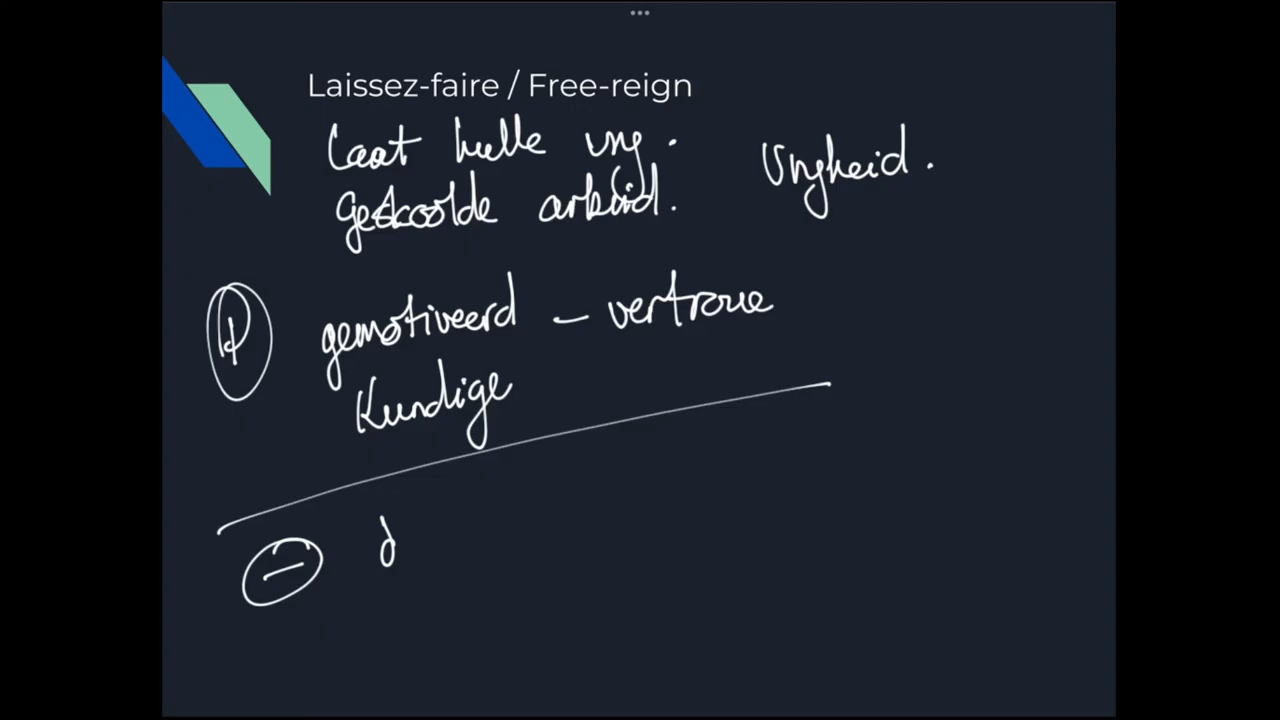 Laissez-faire / Free-reign
Laat hulle vry.
Vryheid.
Geskoolde arbeid.
gemotiveerd - vertroue
Kundige
d